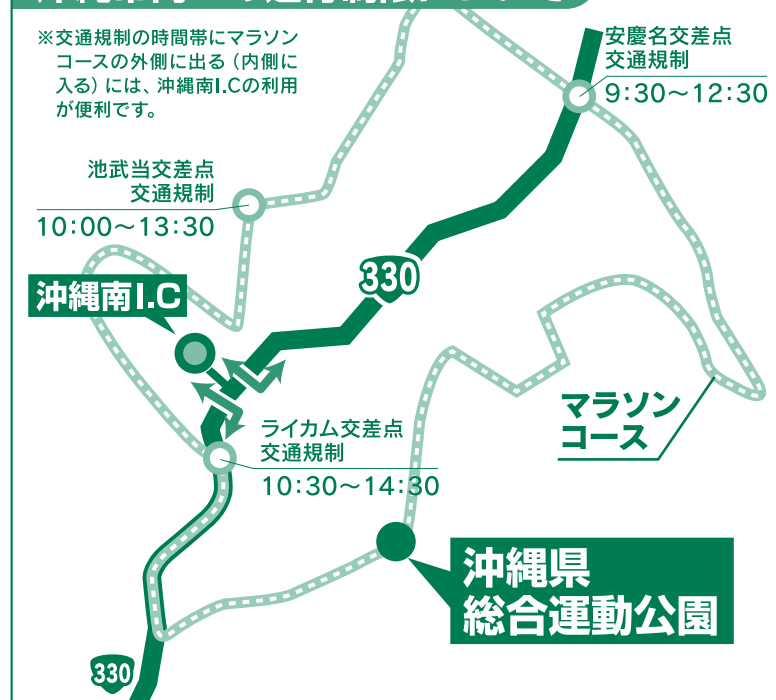 ※交通規制の時間帯にマラソン
コースの外側に出る（内側に
入る）には、沖縄南I.Cの利用
が便利です。
安慶名交差点
交通規制
9:30〜12:30
池武当交差点
交通規制
10:00〜13:30
330
沖縄南I.C
マラソン
コース
ライカム交差点
交通規制
10:30〜14:30
沖縄県
総合運動公園
330